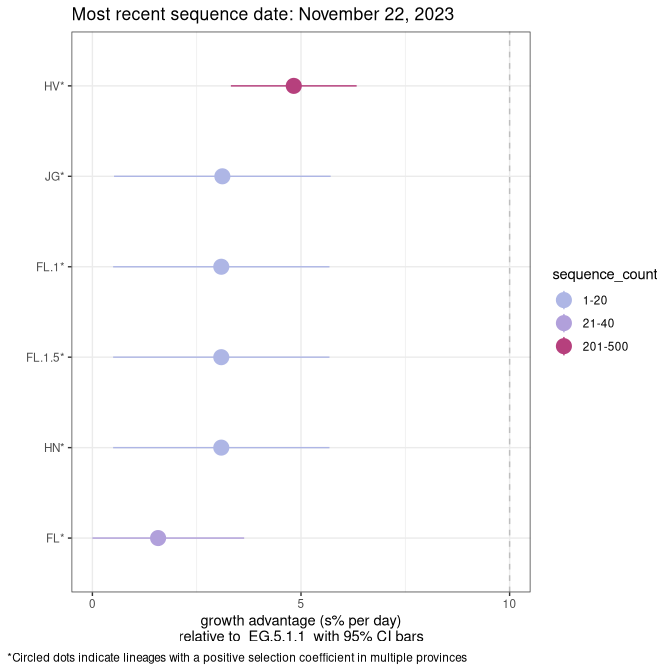 Most recent sequence date: November 22, 2023
HV*
JG*
FL.1*
FL.1.5*
HN*
FL*
0 5 10
growth advantage (s% per day)
relative to EG.5.1.1 with 95% CI bars
*Circled dots indicate lineages with a positive selection coefficient in multiple provinces
sequence_count
1-20
21-40
201-500